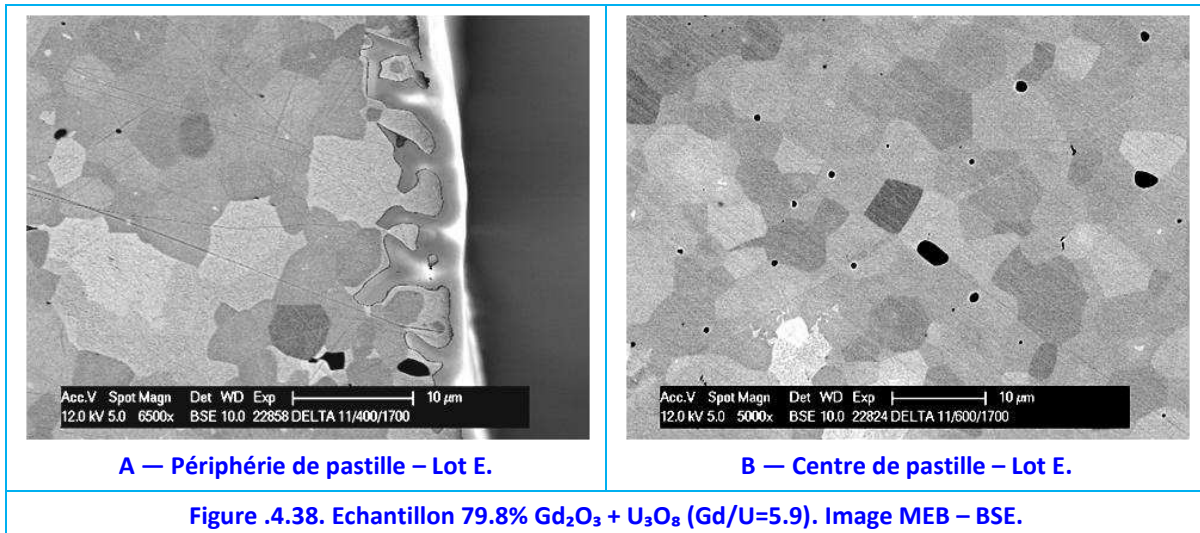 Acc.V Spot Magn Det WD Exp 10 µm
12.0 kV 5.0 6500x BSE 10.0 22858 DELTA 11/400/1700
Acc.V Spot Magn Det WD Exp 10 µm
12.0 kV 5.0 5000x BSE 10.0 22824 DELTA 11/600/1700
A — Périphérie de pastille – Lot E.
B — Centre de pastille – Lot E.
Figure .4.38. Echantillon 79.8% Gd₂O₃ + U₃O₈ (Gd/U=5.9). Image MEB – BSE.